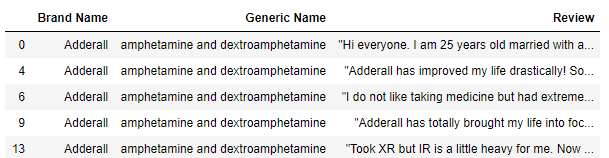 Brand Name Generic Name Review
0 Adderall amphetamine and dextroamphetamine "Hi everyone. I am 25 years old married with a...
4 Adderall amphetamine and dextroamphetamine "Adderall has improved my life drastically! So...
6 Adderall amphetamine and dextroamphetamine "I do not like taking medicine but had extreme...
9 Adderall amphetamine and dextroamphetamine "Adderall has totally brought my life into foc...
13 Adderall amphetamine and dextroamphetamine "Took XR but IR is a little heavy for me. Now ...